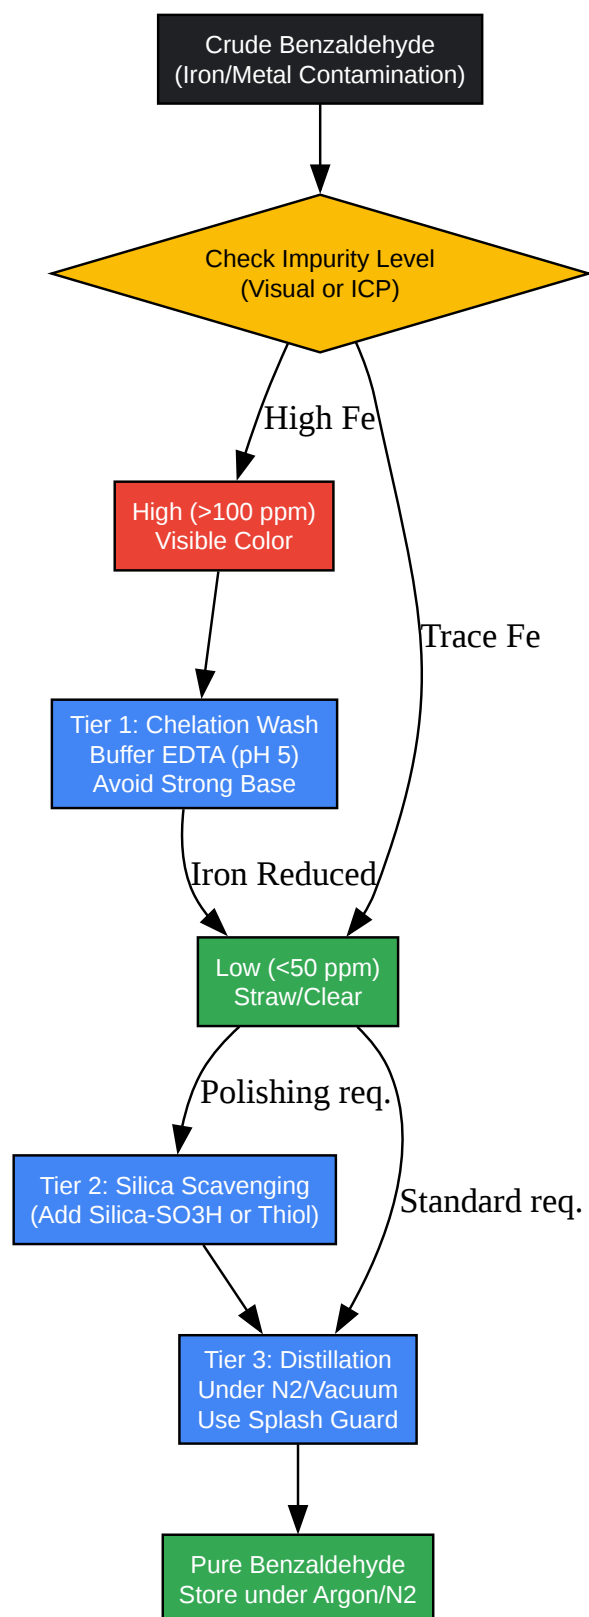 Crude Benzaldehyde
(Iron/Metal Contamination)
Check Impurity Level
(Visual or ICP)
High Fe
High (>100 ppm)
Visible Color
Trace Fe
Tier 1: Chelation Wash
Buffer EDTA (pH 5)
Avoid Strong Base
Iron Reduced
Low (<50 ppm)
Straw/Clear
Polishing req.
Tier 2: Silica Scavenging
(Add Silica-SO3H or Thiol)
Standard req.
Tier 3: Distillation
Under N2/Vacuum
Use Splash Guard
Pure Benzaldehyde
Store under Argon/N2